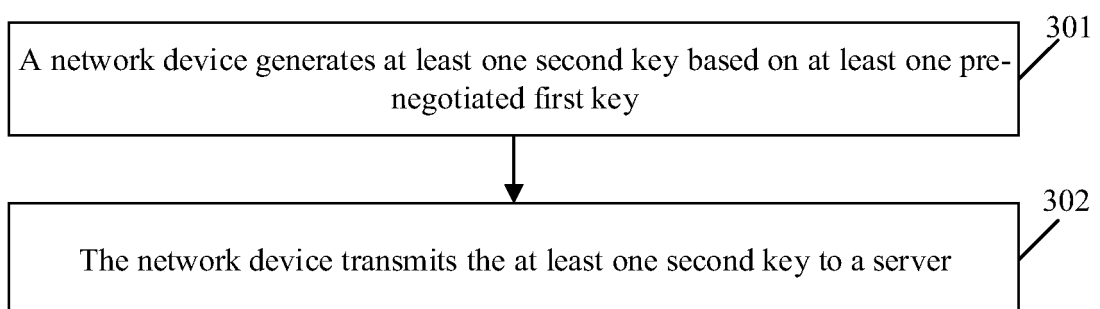 301
A network device generates at least one second key based on at least one pre-
negotiated first key
302
The network device transmits the at least one second key to a server